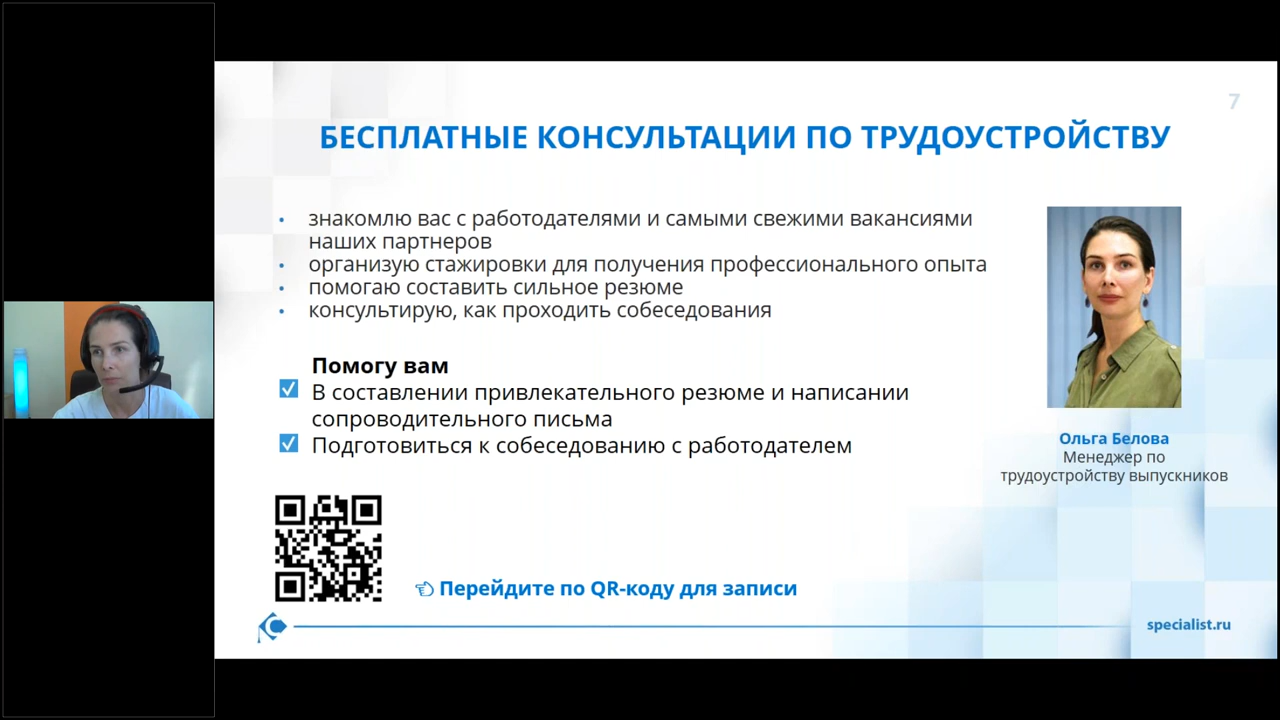 7
БЕСПЛАТНЫЕ КОНСУЛЬТАЦИИ ПО ТРУДОУСТРОЙСТВУ
• знакомлю вас с работодателями и самыми свежими вакансиями
наших партнеров
• организую стажировки для получения профессионального опыта
• помогаю составить сильное резюме
• консультирую, как проходить собеседования
Помогу вам
В составлении привлекательного резюме и написании
сопроводительного письма
Подготовиться к собеседованию с работодателем
Ольга Белова
Менеджер по
трудоустройству выпускников
Перейдите по QR-коду для записи
specialist.ru